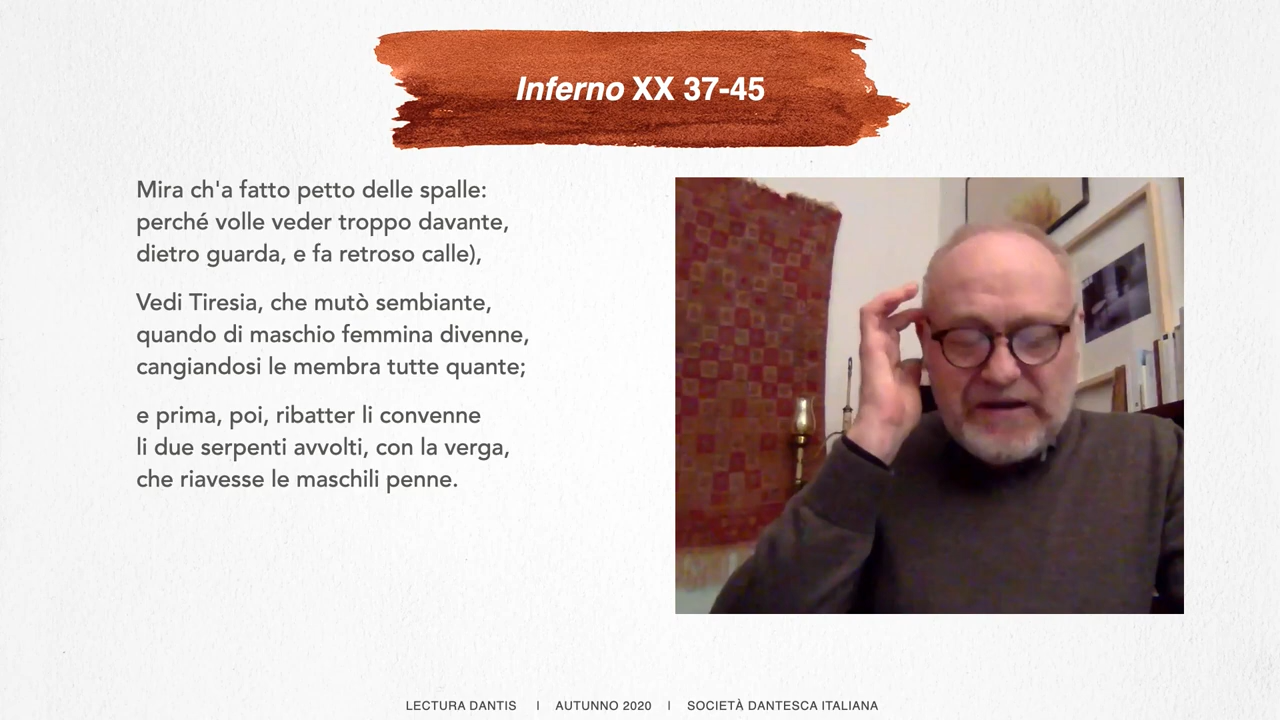 Inferno XX 37-45
Mira ch'a fatto petto delle spalle:
perché volle veder troppo davante,
dietro guarda, e fa retroso calle),
Vedi Tiresia, che mutò sembiante,
quando di maschio femmina divenne,
cangiandosi le membra tutte quante;
e prima, poi, ribatter li convenne
li due serpenti avvolti, con la verga,
che riavesse le maschili penne.
LECTURA DANTIS | AUTUNNO 2020 | SOCIETÀ DANTESCA ITALIANA